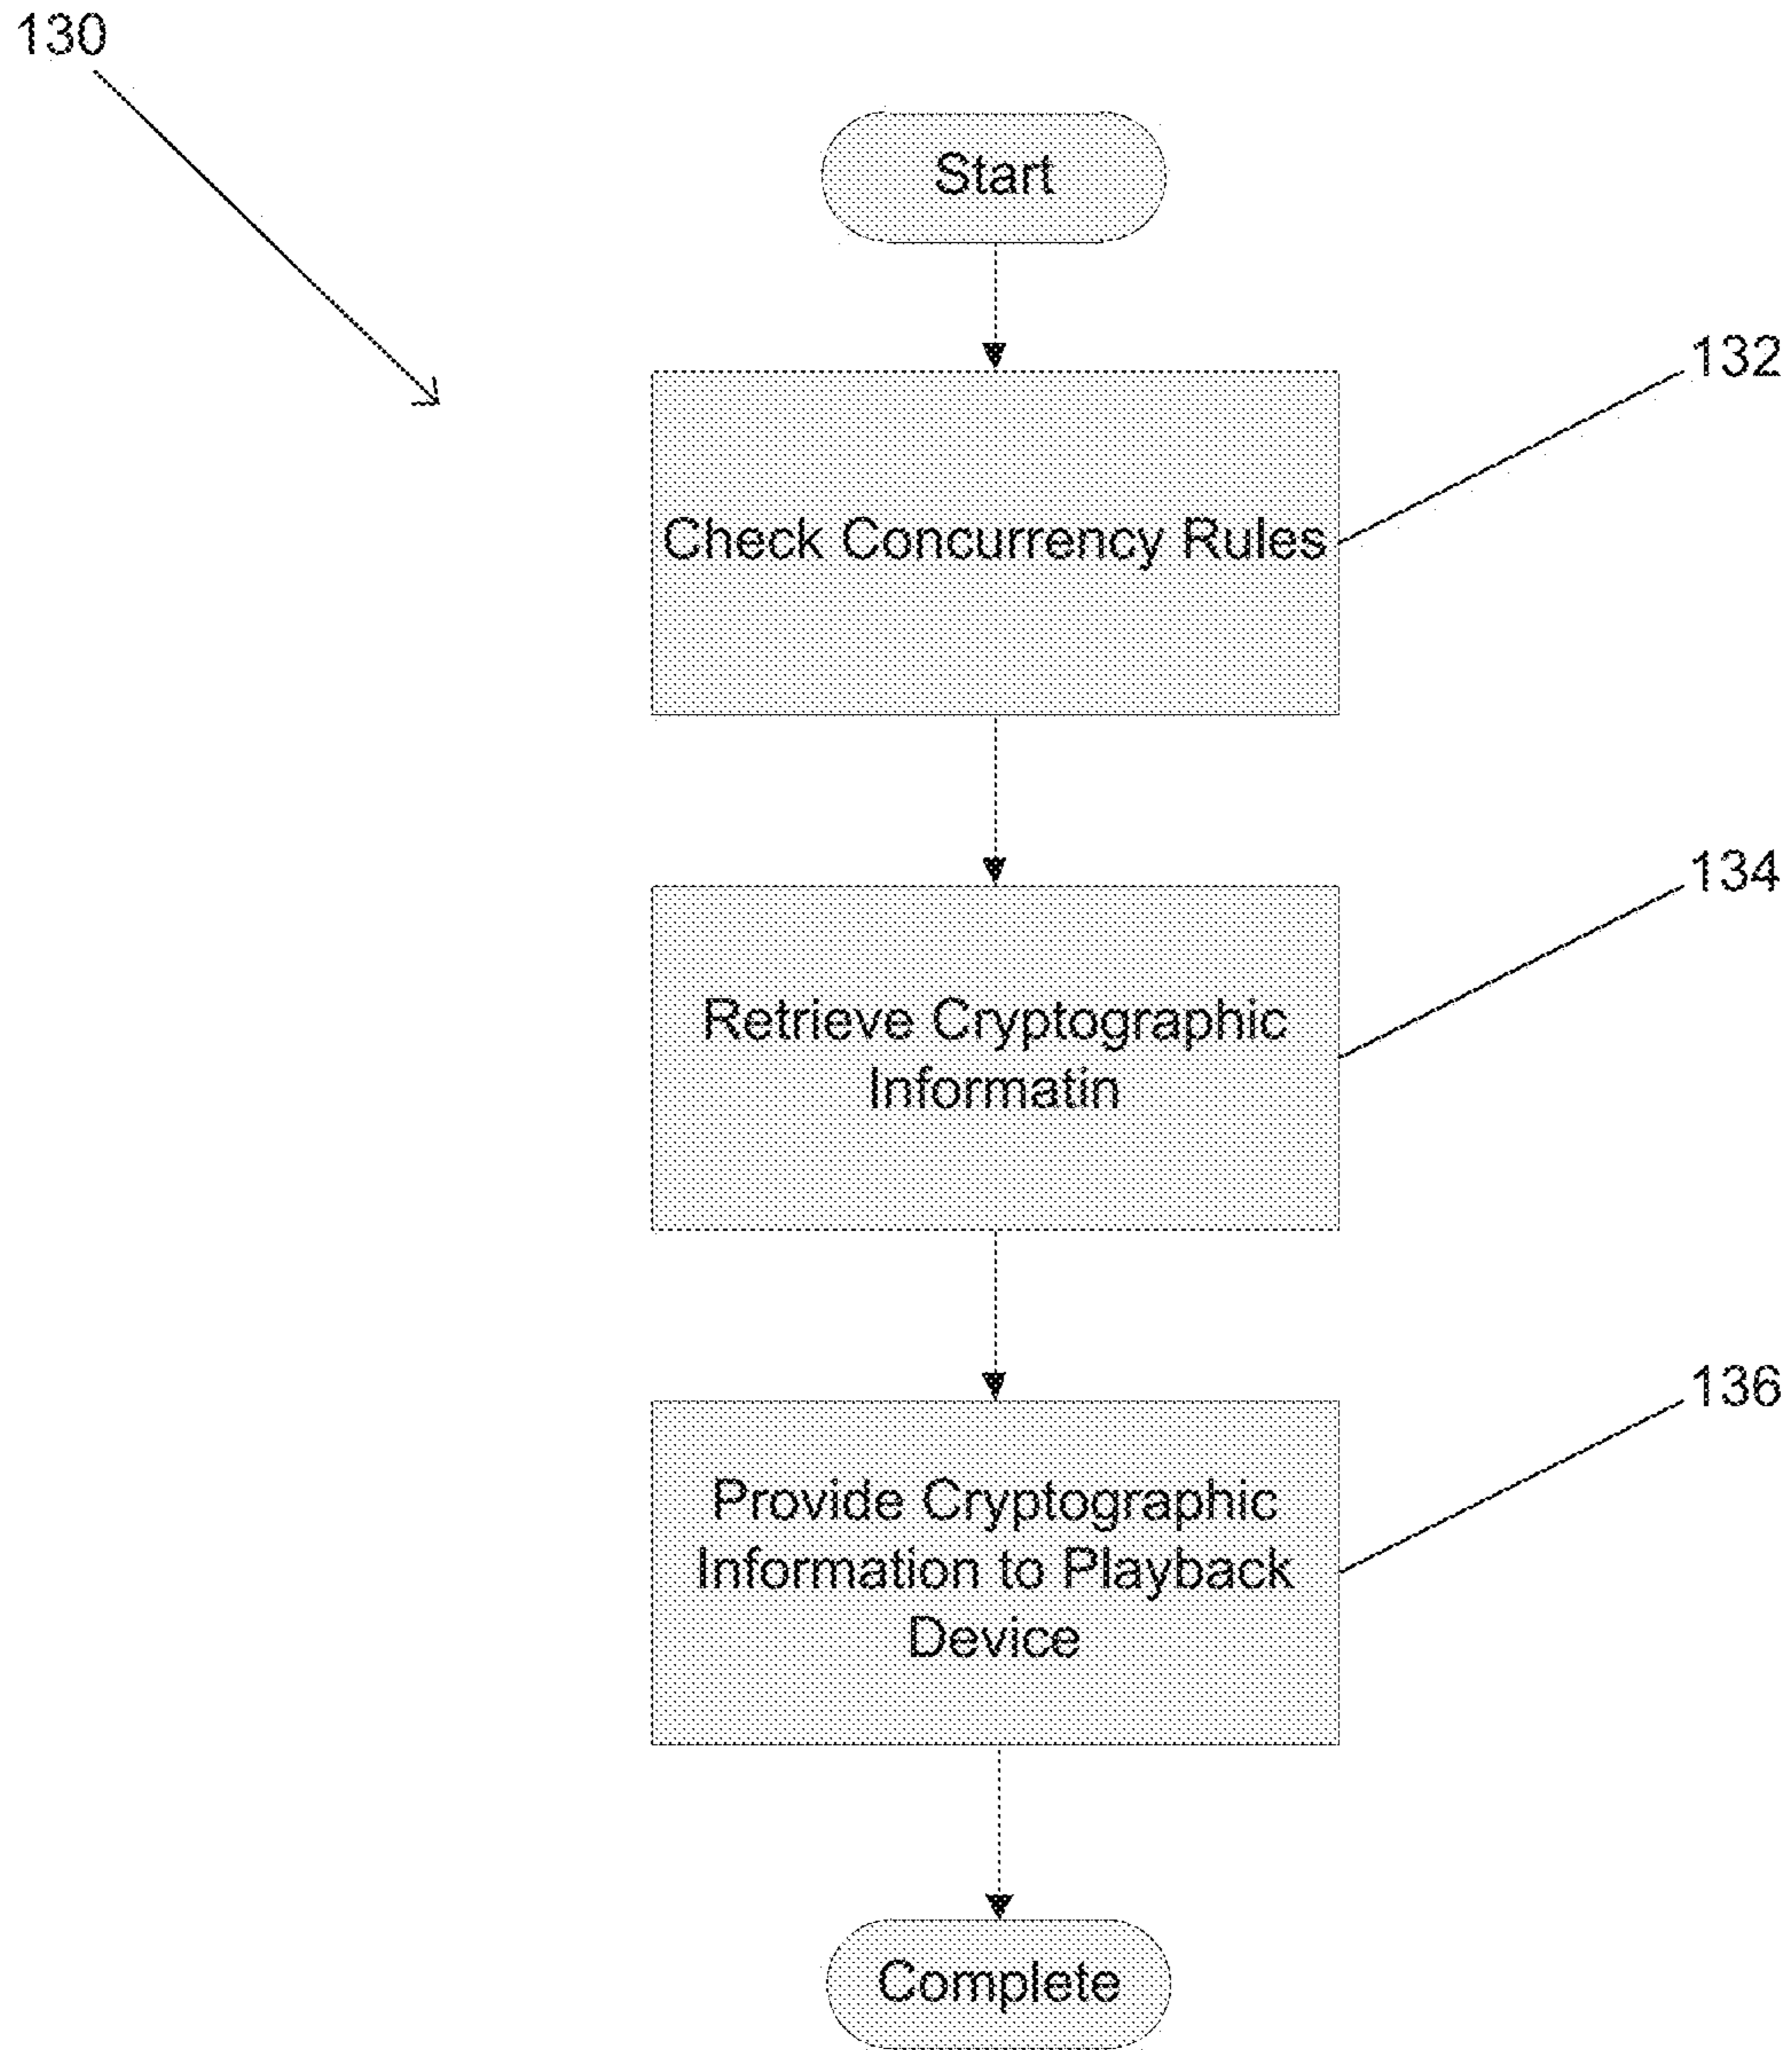 130
Start
132
Check Concurrency Rules
134
Retrieve Cryptographic
Informatin
136
Provide Cryptographic
Information to Playback
Device
Complete